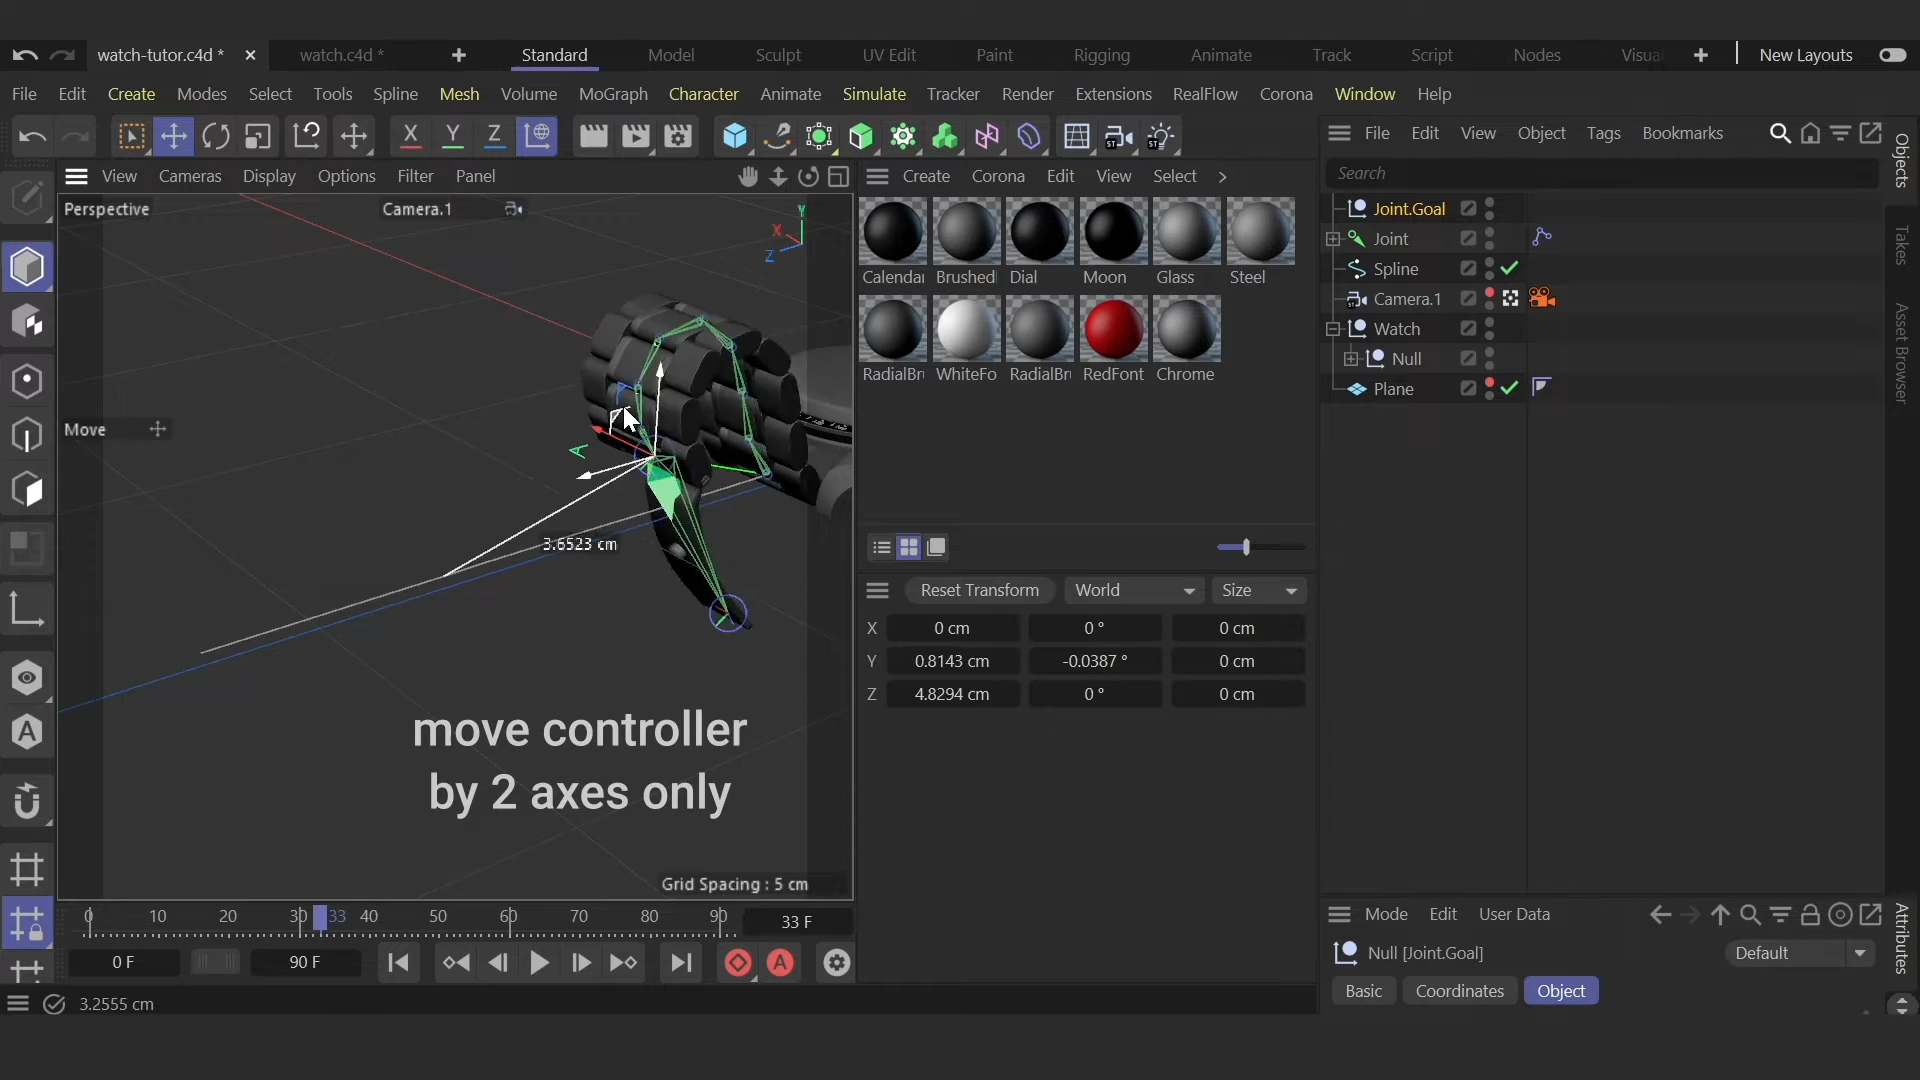 watch-tutor.c4d *
watch.c4d *
Standard
Model
Sculpt
UV Edit
Paint
Rigging
Animate
Track
Script
Nodes
Visua
New Layouts
File
Edit
Create
Modes
Select
Tools
Spline
Mesh
Volume
MoGraph
Character
Animate
Simulate
Tracker
Render
Extensions
RealFlow
Corona
Window
Help
X
Y
Z
File
Edit
View
Object
Tags
Bookmarks
Objects
Takes
Asset Browser
View
Cameras
Display
Options
Filter
Panel
Create
Corona
Edit
View
Select
Search
Perspective
Camera.1
Y
X
Z
Calendar
Brushed
Dial
Moon
Glass
Steel
RadialBr
WhiteFo
RadialBr
RedFont
Chrome
Joint.Goal
Joint
Spline
Camera.1
Watch
Null
Plane
Move
3.6523 cm
Reset Transform
World
Size
X
0 cm
0 °
0 cm
Y
0.8143 cm
-0.0387 °
0 cm
Z
4.8294 cm
0 °
0 cm
move controller
by 2 axes only
Grid Spacing : 5 cm
0
10
20
30
33
40
50
60
70
80
90
33 F
0 F
90 F
A
3.2555 cm
Mode
Edit
User Data
Attributes
Null [Joint.Goal]
Default
Basic
Coordinates
Object